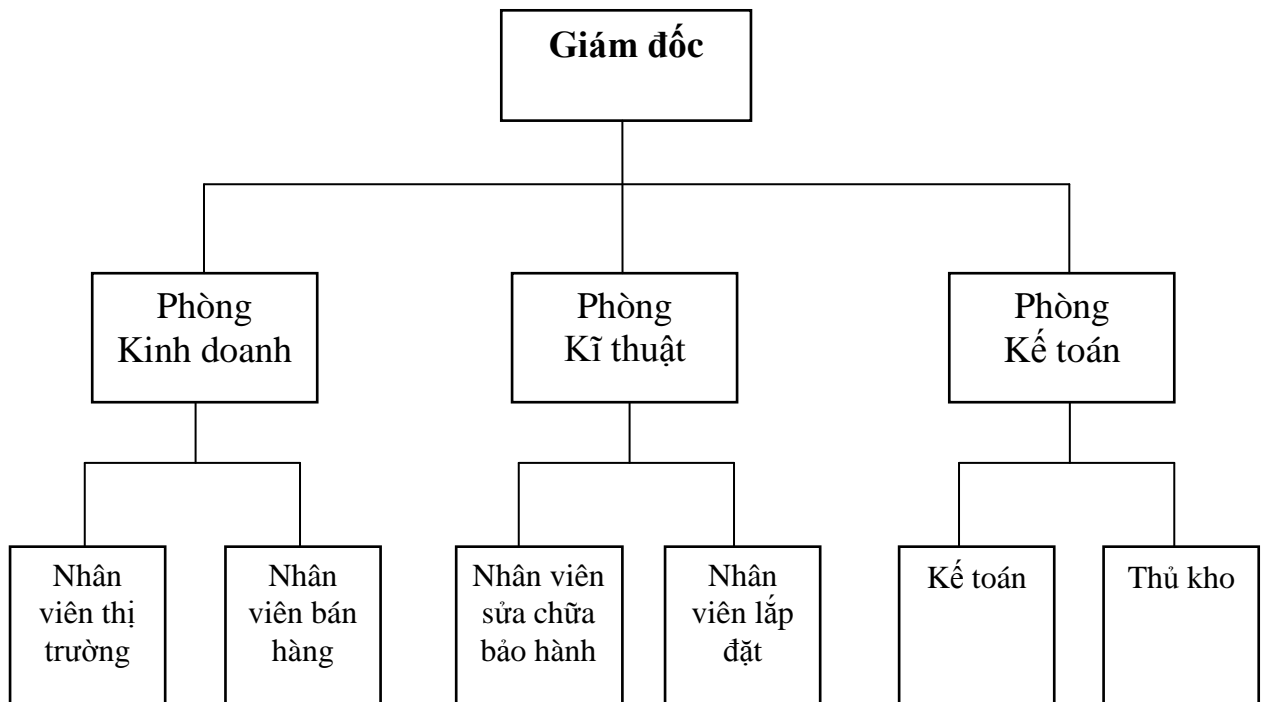 Giám đốc
Phòng
Kinh doanh
Phòng
Kĩ thuật
Phòng
Kế toán
Nhân
viên thị
trường
Nhân
viên bán
hàng
Nhân viên
sửa chữa
bảo hành
Nhân
viên lắp
đặt
Kế toán
Thủ kho